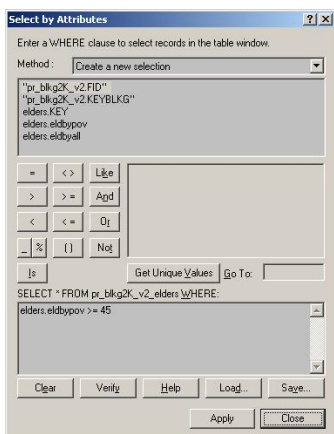 Select by Attributes ? ×
Enter a WHERE clause to select records in the table window.
Method : Create a new selection
"pr_blkg2K_v2.FID"
"pr_blkg2K_v2.KEYBLKG"
elders.KEY
elders.eldbypov
elders.eldbyall
= < > Like
> > = And
< < = Or
_ % ( ) Not
Is Get Unique Values Go To:
SELECT * FROM pr_blkg2K_v2_elders WHERE:
elders.eldbypov >= 45
Clear Verify Help Load... Save...
Apply Close